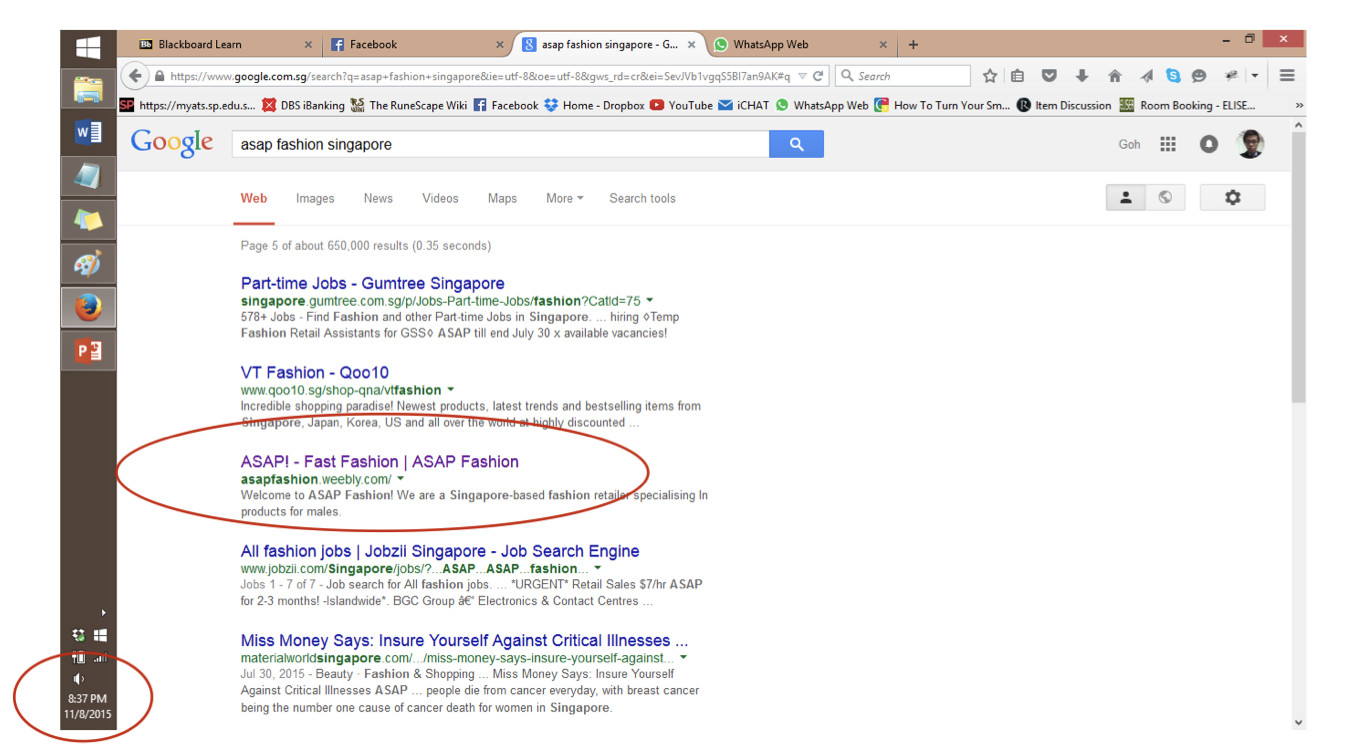 Blackboard Learn
Facebook
asap fashion singapore - G...
WhatsApp Web
https://www.google.com.sg/search?q=asap+fashion+singapore&ie=utf-8&oe=utf-8&gws_rd=cr&ei=
Search
https://myats.sp.edu.s... DBS iBanking The RuneScape Wiki Facebook Home - Dropbox YouTube iCHAT WhatsApp Web How To Turn Your Sm... Item Discussion Room Booking - ELISE...
Google
asap fashion singapore
Goh
Web Images News Videos Maps More Search tools
Page 5 of about 650,000 results (0.35 seconds)
Part-time Jobs - Gumtree Singapore
singapore.gumtree.com.sg/p/Jobs-Part-time-Jobs/fashion?CatId=75
578+ Jobs - Find Fashion and other Part-time Jobs in Singapore. ... hiring ◊Temp
Fashion Retail Assistants for GSS◊ ASAP till end July 30 x available vacancies!
VT Fashion - Qoo10
www.qoo10.sg/shop-qna/vtfashion
Incredible shopping paradise! Newest products, latest trends and bestselling items from
Singapore, Japan, Korea, US and all over the world at highly discounted ...
ASAP! - Fast Fashion | ASAP Fashion
asapfashion.weebly.com/
Welcome to ASAP Fashion! We are a Singapore-based fashion retailer specialising In
products for males.
All fashion jobs | Jobzii Singapore - Job Search Engine
www.jobzii.com/Singapore/jobs/?...ASAP...ASAP...fashion...
Jobs 1 - 7 of 7 - Job search for All fashion jobs. ... *URGENT* Retail Sales $7/hr ASAP
for 2-3 months! -Islandwide*. BGC Group â€" Electronics & Contact Centres ...
Miss Money Says: Insure Yourself Against Critical Illnesses ...
materialworldsingapore.com/.../miss-money-says-insure-yourself-against...
Jul 30, 2015 - Beauty · Fashion & Shopping ... Miss Money Says: Insure Yourself
Against Critical Illnesses ASAP ... people die from cancer everyday, with breast cancer
being the number one cause of cancer death for women in Singapore.
8:37 PM
11/8/2015